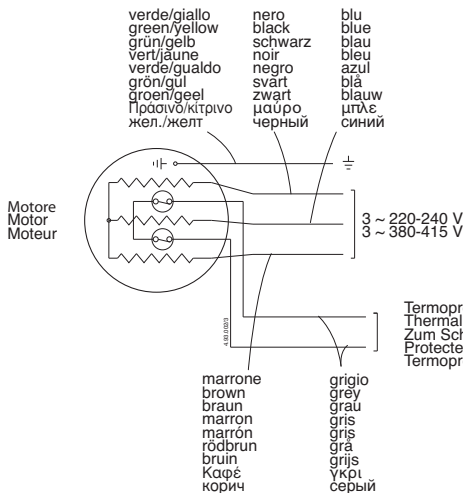 verde/giallo
green/yellow
grün/gelb
vert/jaune
verde/gualdo
grön/gul
groen/geel
Πράσινο/κίτρινο
жел./желт
nero
black
schwarz
noir
negro
svart
zwart
μαύρο
черный
blu
blue
blau
bleu
azul
blå
blauw
μπλε
синий
Motore
Motor
Moteur
3 ~ 220-240 V
3 ~ 380-415 V
Termopr
Thermal
Zum Sch
Protecte
Termopr
marrone
brown
braun
marron
marrón
rödbrun
bruin
Καφέ
корич
grigio
grey
grau
gris
gris
grå
grijs
γκρι
серый